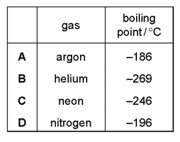 gas boiling point/°C
A argon –186
B helium –269
C neon –246
D nitrogen –196